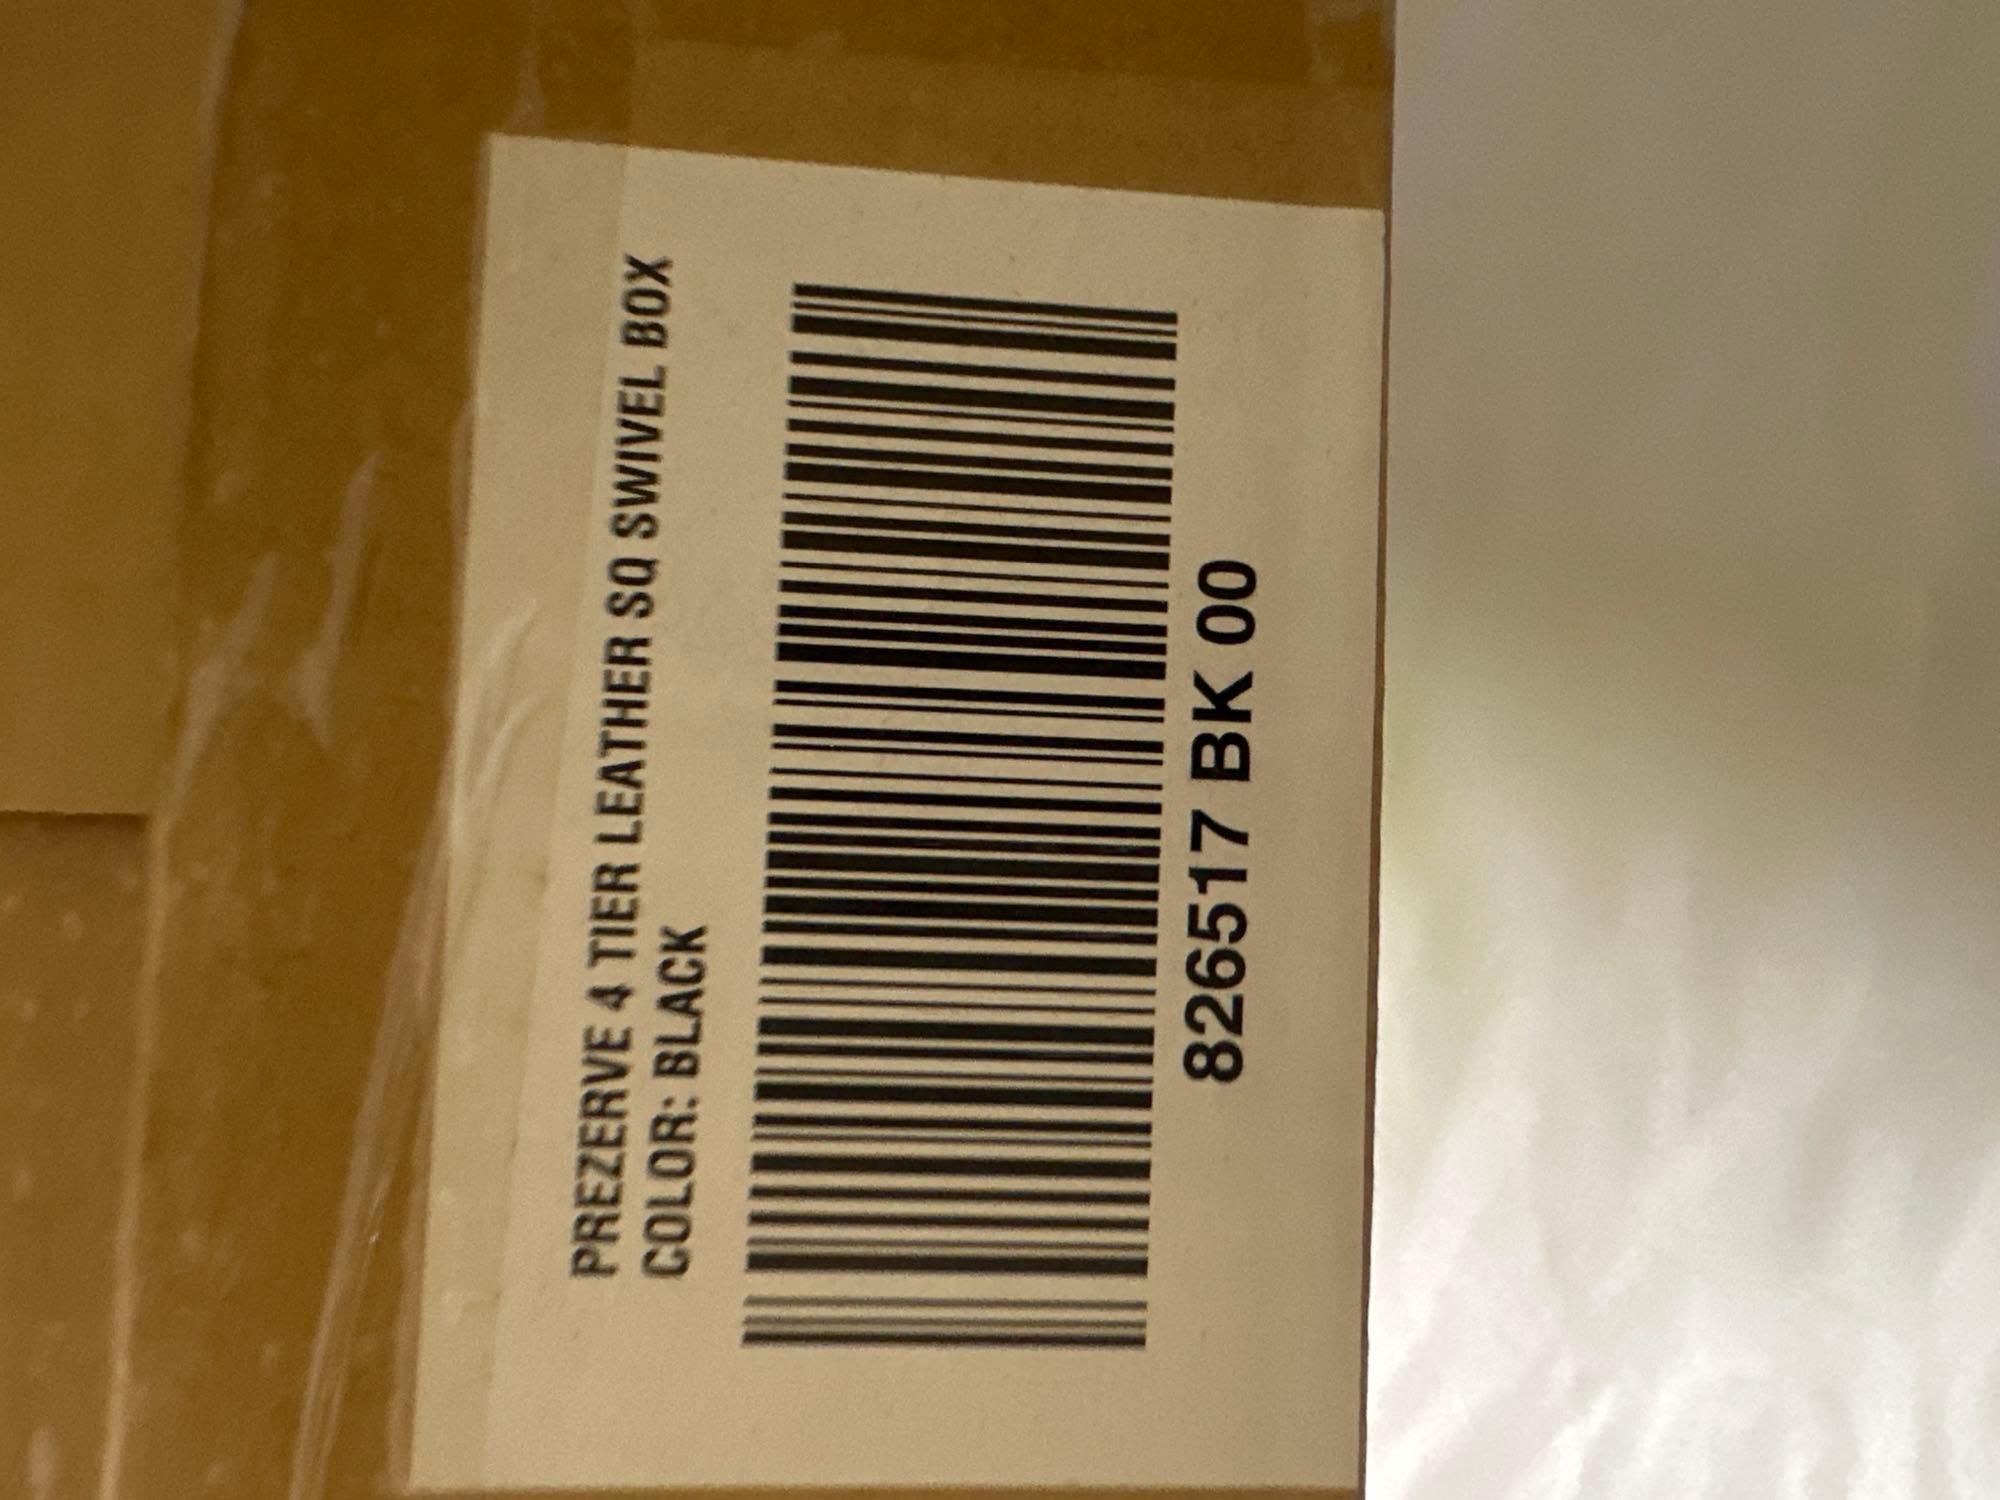 PREZERVE 4 TIER LEATHER SQ SWIVEL BOX
COLOR: BLACK
826517 BK 00